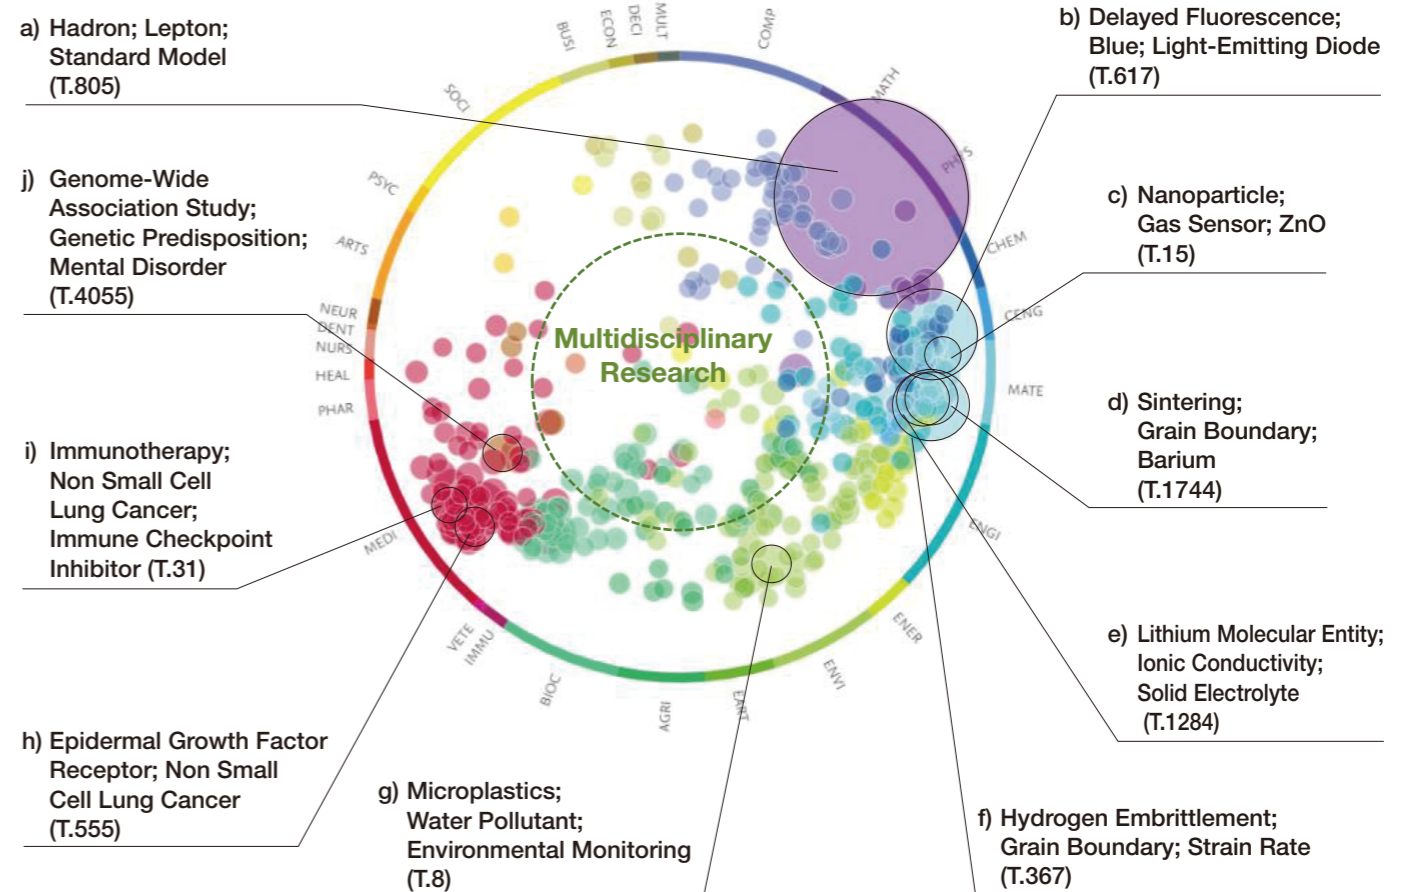 a) Hadron; Lepton;
Standard Model
(T.805)
j) Genome-Wide
Association Study;
Genetic Predisposition;
Mental Disorder
(T.4055)
i) Immunotherapy;
Non Small Cell
Lung Cancer;
Immune Checkpoint
Inhibitor (T.31)
h) Epidermal Growth Factor
Receptor; Non Small
Cell Lung Cancer
(T.555)
g) Microplastics;
Water Pollutant;
Environmental Monitoring
(T.8)
b) Delayed Fluorescence;
Blue; Light-Emitting Diode
(T.617)
c) Nanoparticle;
Gas Sensor; ZnO
(T.15)
d) Sintering;
Grain Boundary;
Barium
(T.1744)
e) Lithium Molecular Entity;
Ionic Conductivity;
Solid Electrolyte
(T.1284)
f) Hydrogen Embrittlement;
Grain Boundary; Strain Rate
(T.367)
Multidisciplinary
Research
COMP
MATH
PHYS
CHEM
CENG
MATE
ENGI
ENER
ENVI
EART
AGRI
BIOC
IMMU
VETE
MEDI
PHAR
HEAL
NURS
DENT
NEUR
ARTS
PSYC
SOCI
BUSI
ECON
DECI
MULT